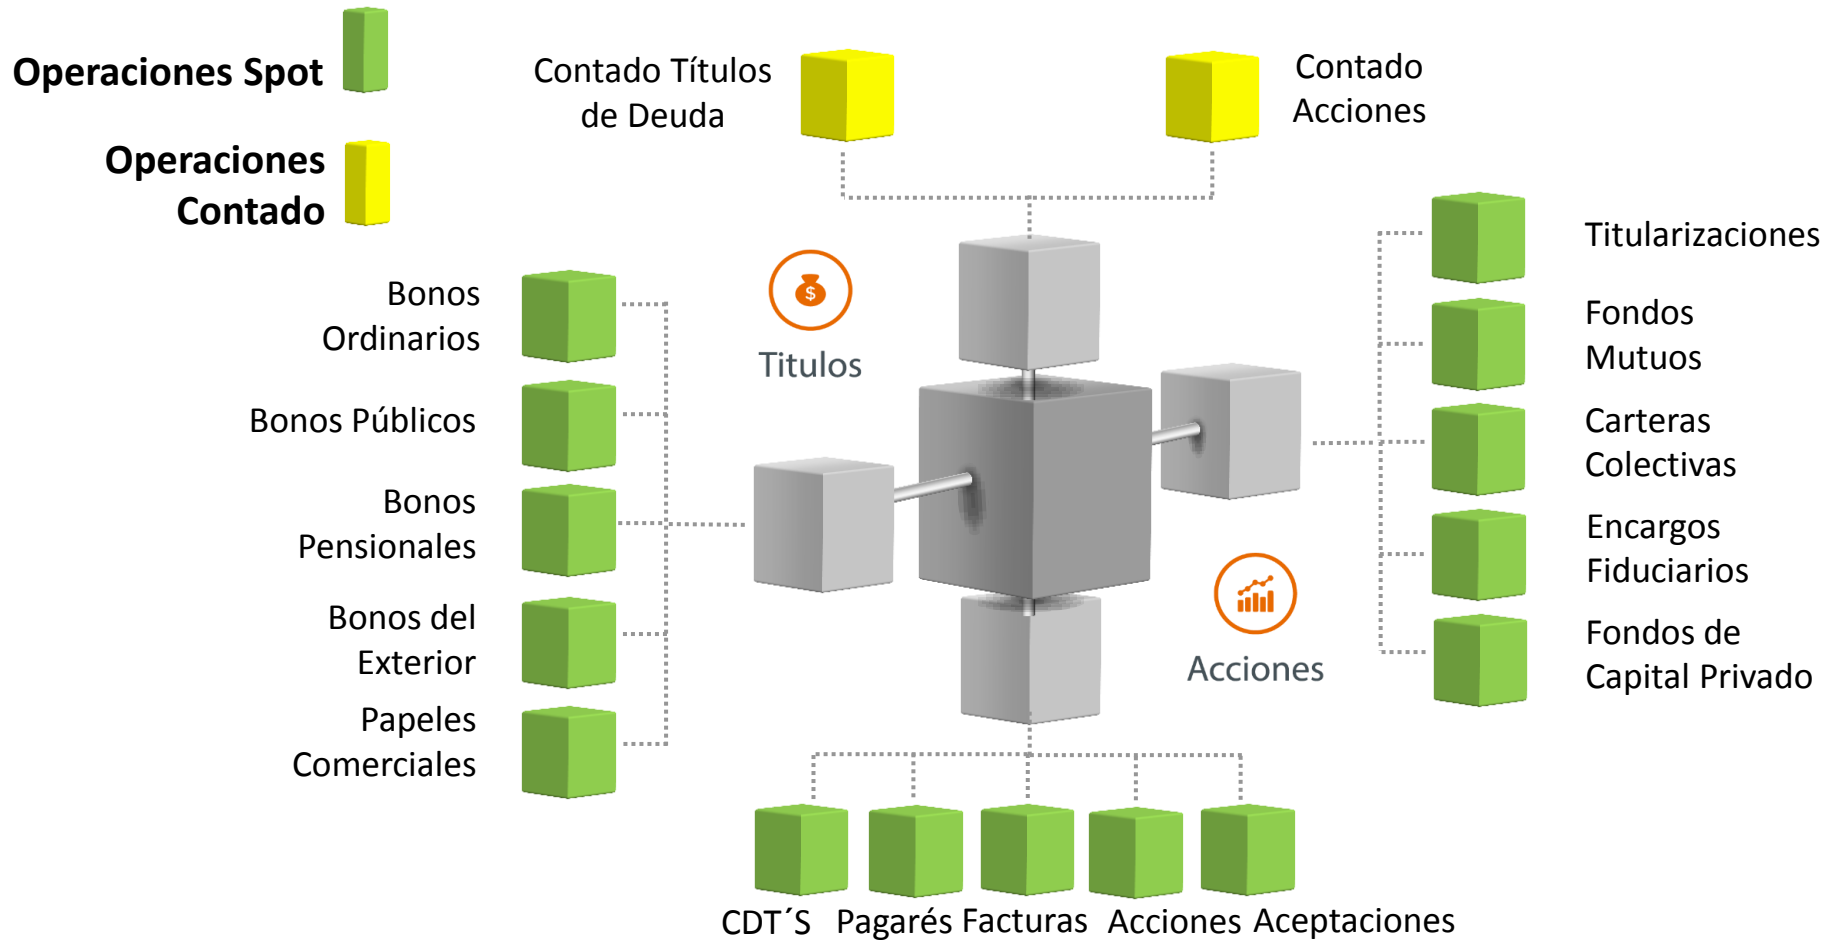 Operaciones Spot
Operaciones
Contado
Contado Títulos
de Deuda
Contado
Acciones
Bonos
Ordinarios
Bonos Públicos
Bonos
Pensionales
Bonos del
Exterior
Papeles
Comerciales
$
Titulos
Acciones
Titularizaciones
Fondos
Mutuos
Carteras
Colectivas
Encargos
Fiduciarios
Fondos de
Capital Privado
CDT´S Pagarés Facturas Acciones Aceptaciones